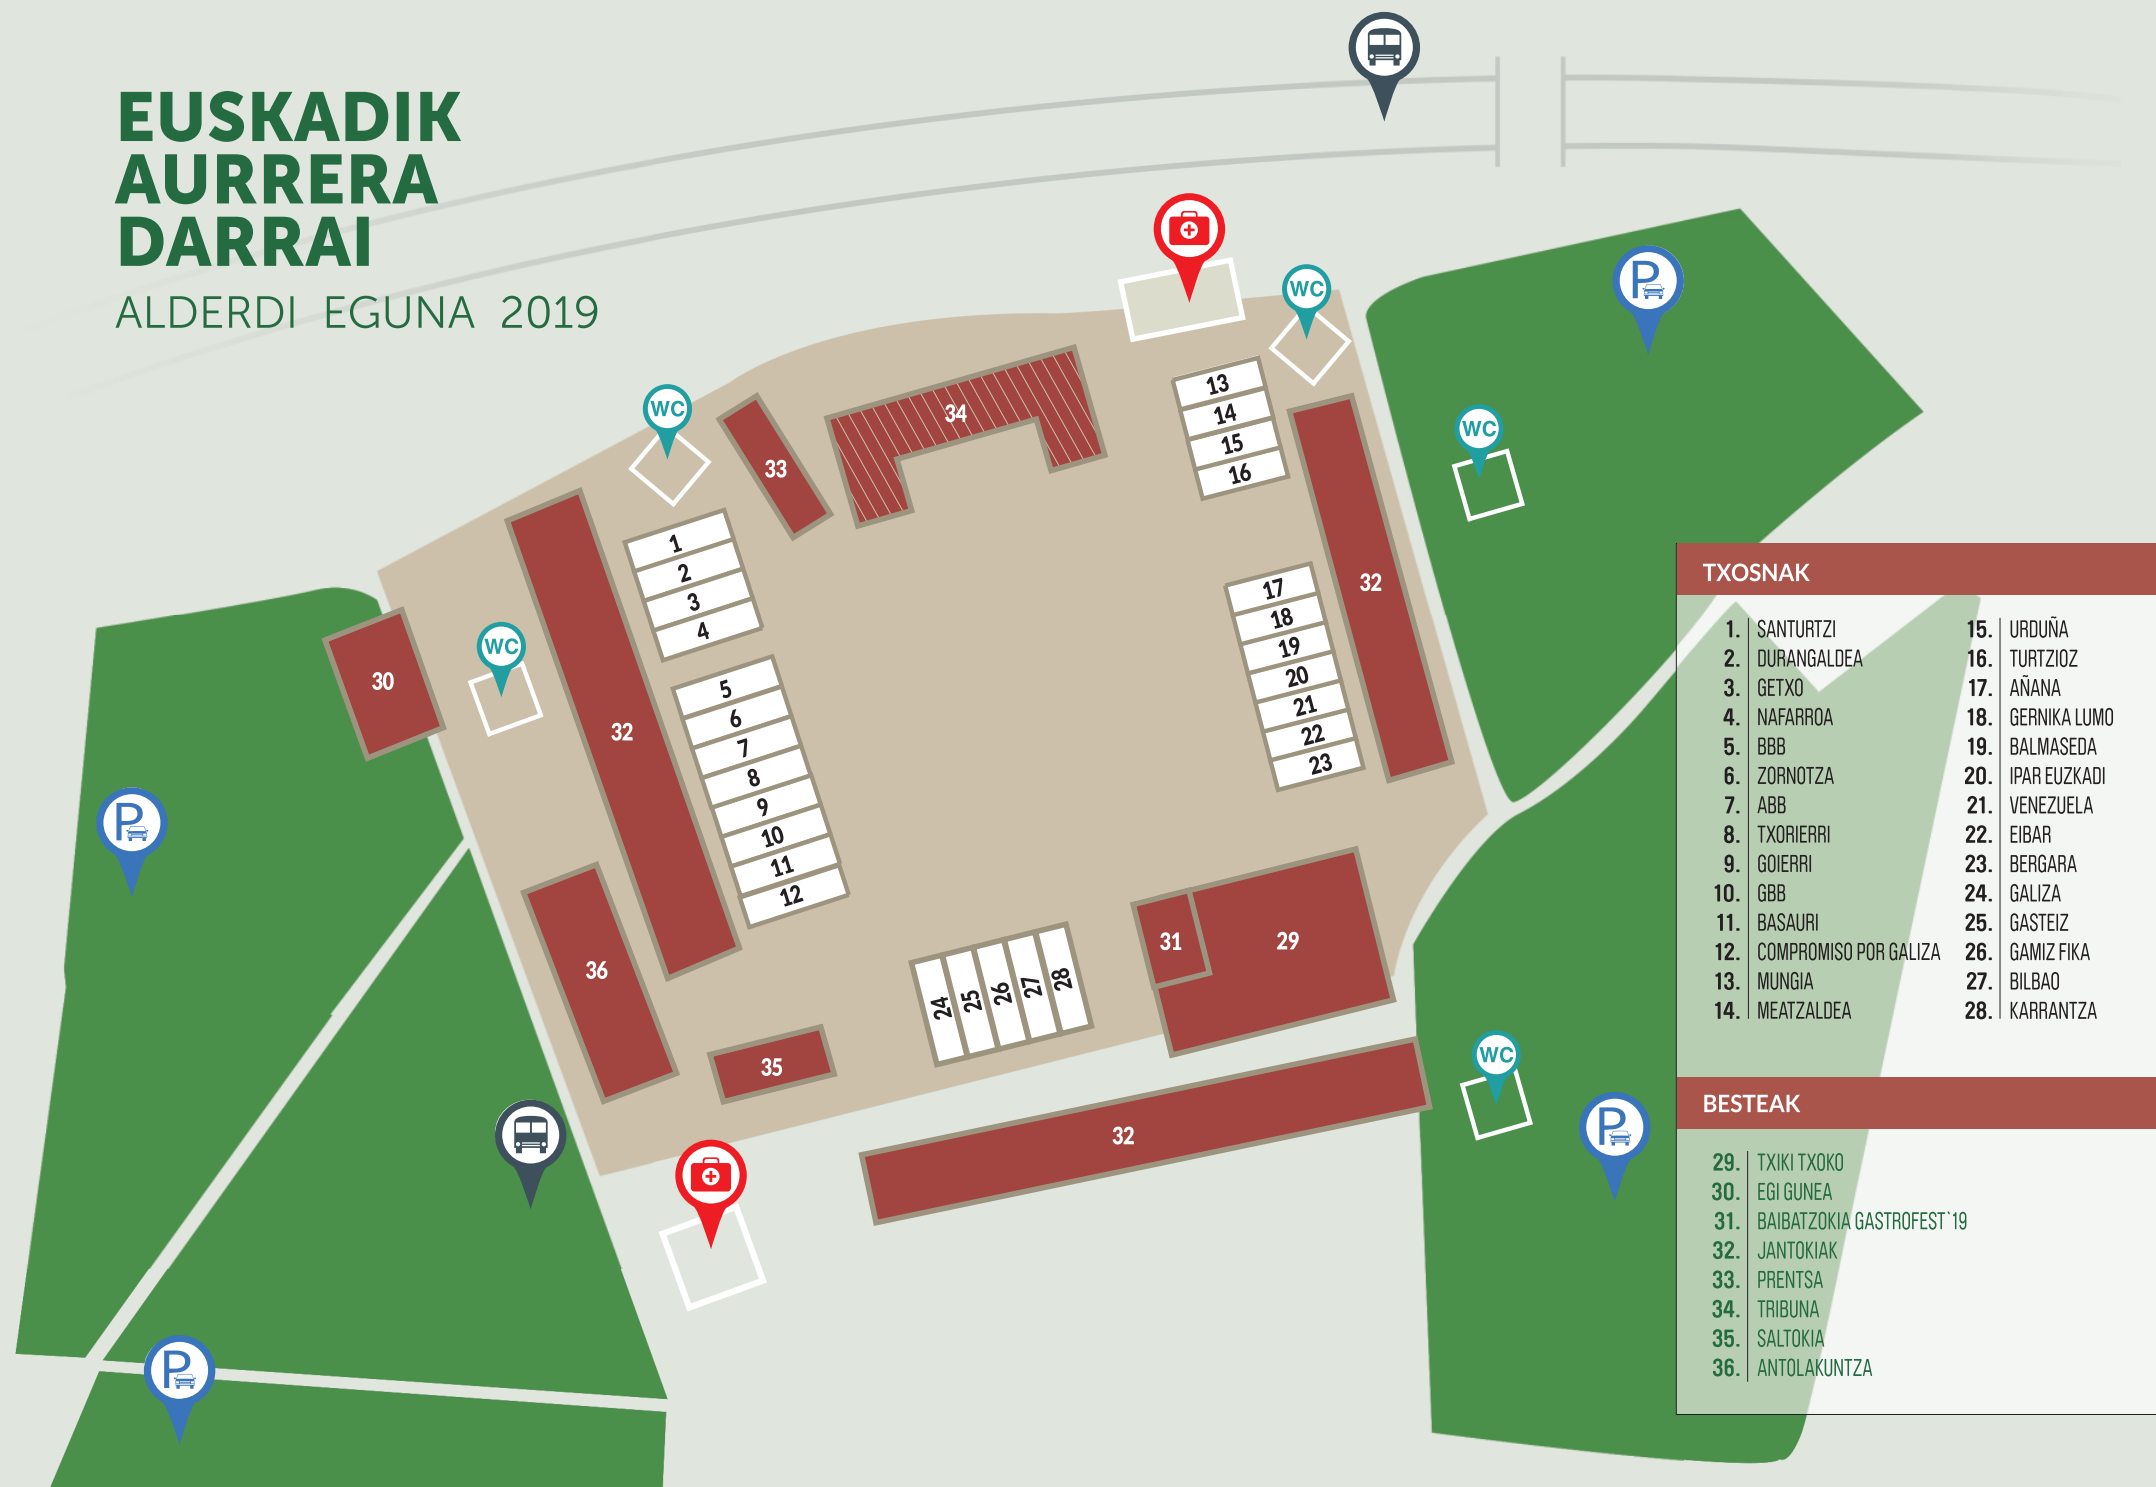 EUSKADIK
AURRERA
DARRAI
ALDERDI EGUNA 2019
WC
WC
WC
WC
WC
P
P
P
P
13
14
15
16
34
33
32
1
2
3
4
17
18
19
20
21
22
23
30
32
5
6
7
8
9
10
11
12
31
29
36
24
25
26
27
28
35
32
TXOSNAK
1. SANTURTZI
2. DURANGALDEA
3. GETXO
4. NAFARROA
5. BBB
6. ZORNOTZA
7. ABB
8. TXORIERRI
9. GOIERRI
10. GBB
11. BASAURI
12. COMPROMISO POR GALIZA
13. MUNGIA
14. MEATZALDEA
15. URDUÑA
16. TURTZIOZ
17. AÑANA
18. GERNIKA LUMO
19. BALMASEDA
20. IPAR EUZKADI
21. VENEZUELA
22. EIBAR
23. BERGARA
24. GALIZA
25. GASTEIZ
26. GAMIZ FIKA
27. BILBAO
28. KARRANTZA
BESTEAK
29. TXIKI TXOKO
30. EGI GUNEA
31. BAIBATZOKIA GASTROFEST`19
32. JANTOKIAK
33. PRENTSA
34. TRIBUNA
35. SALTOKIA
36. ANTOLAKUNTZA